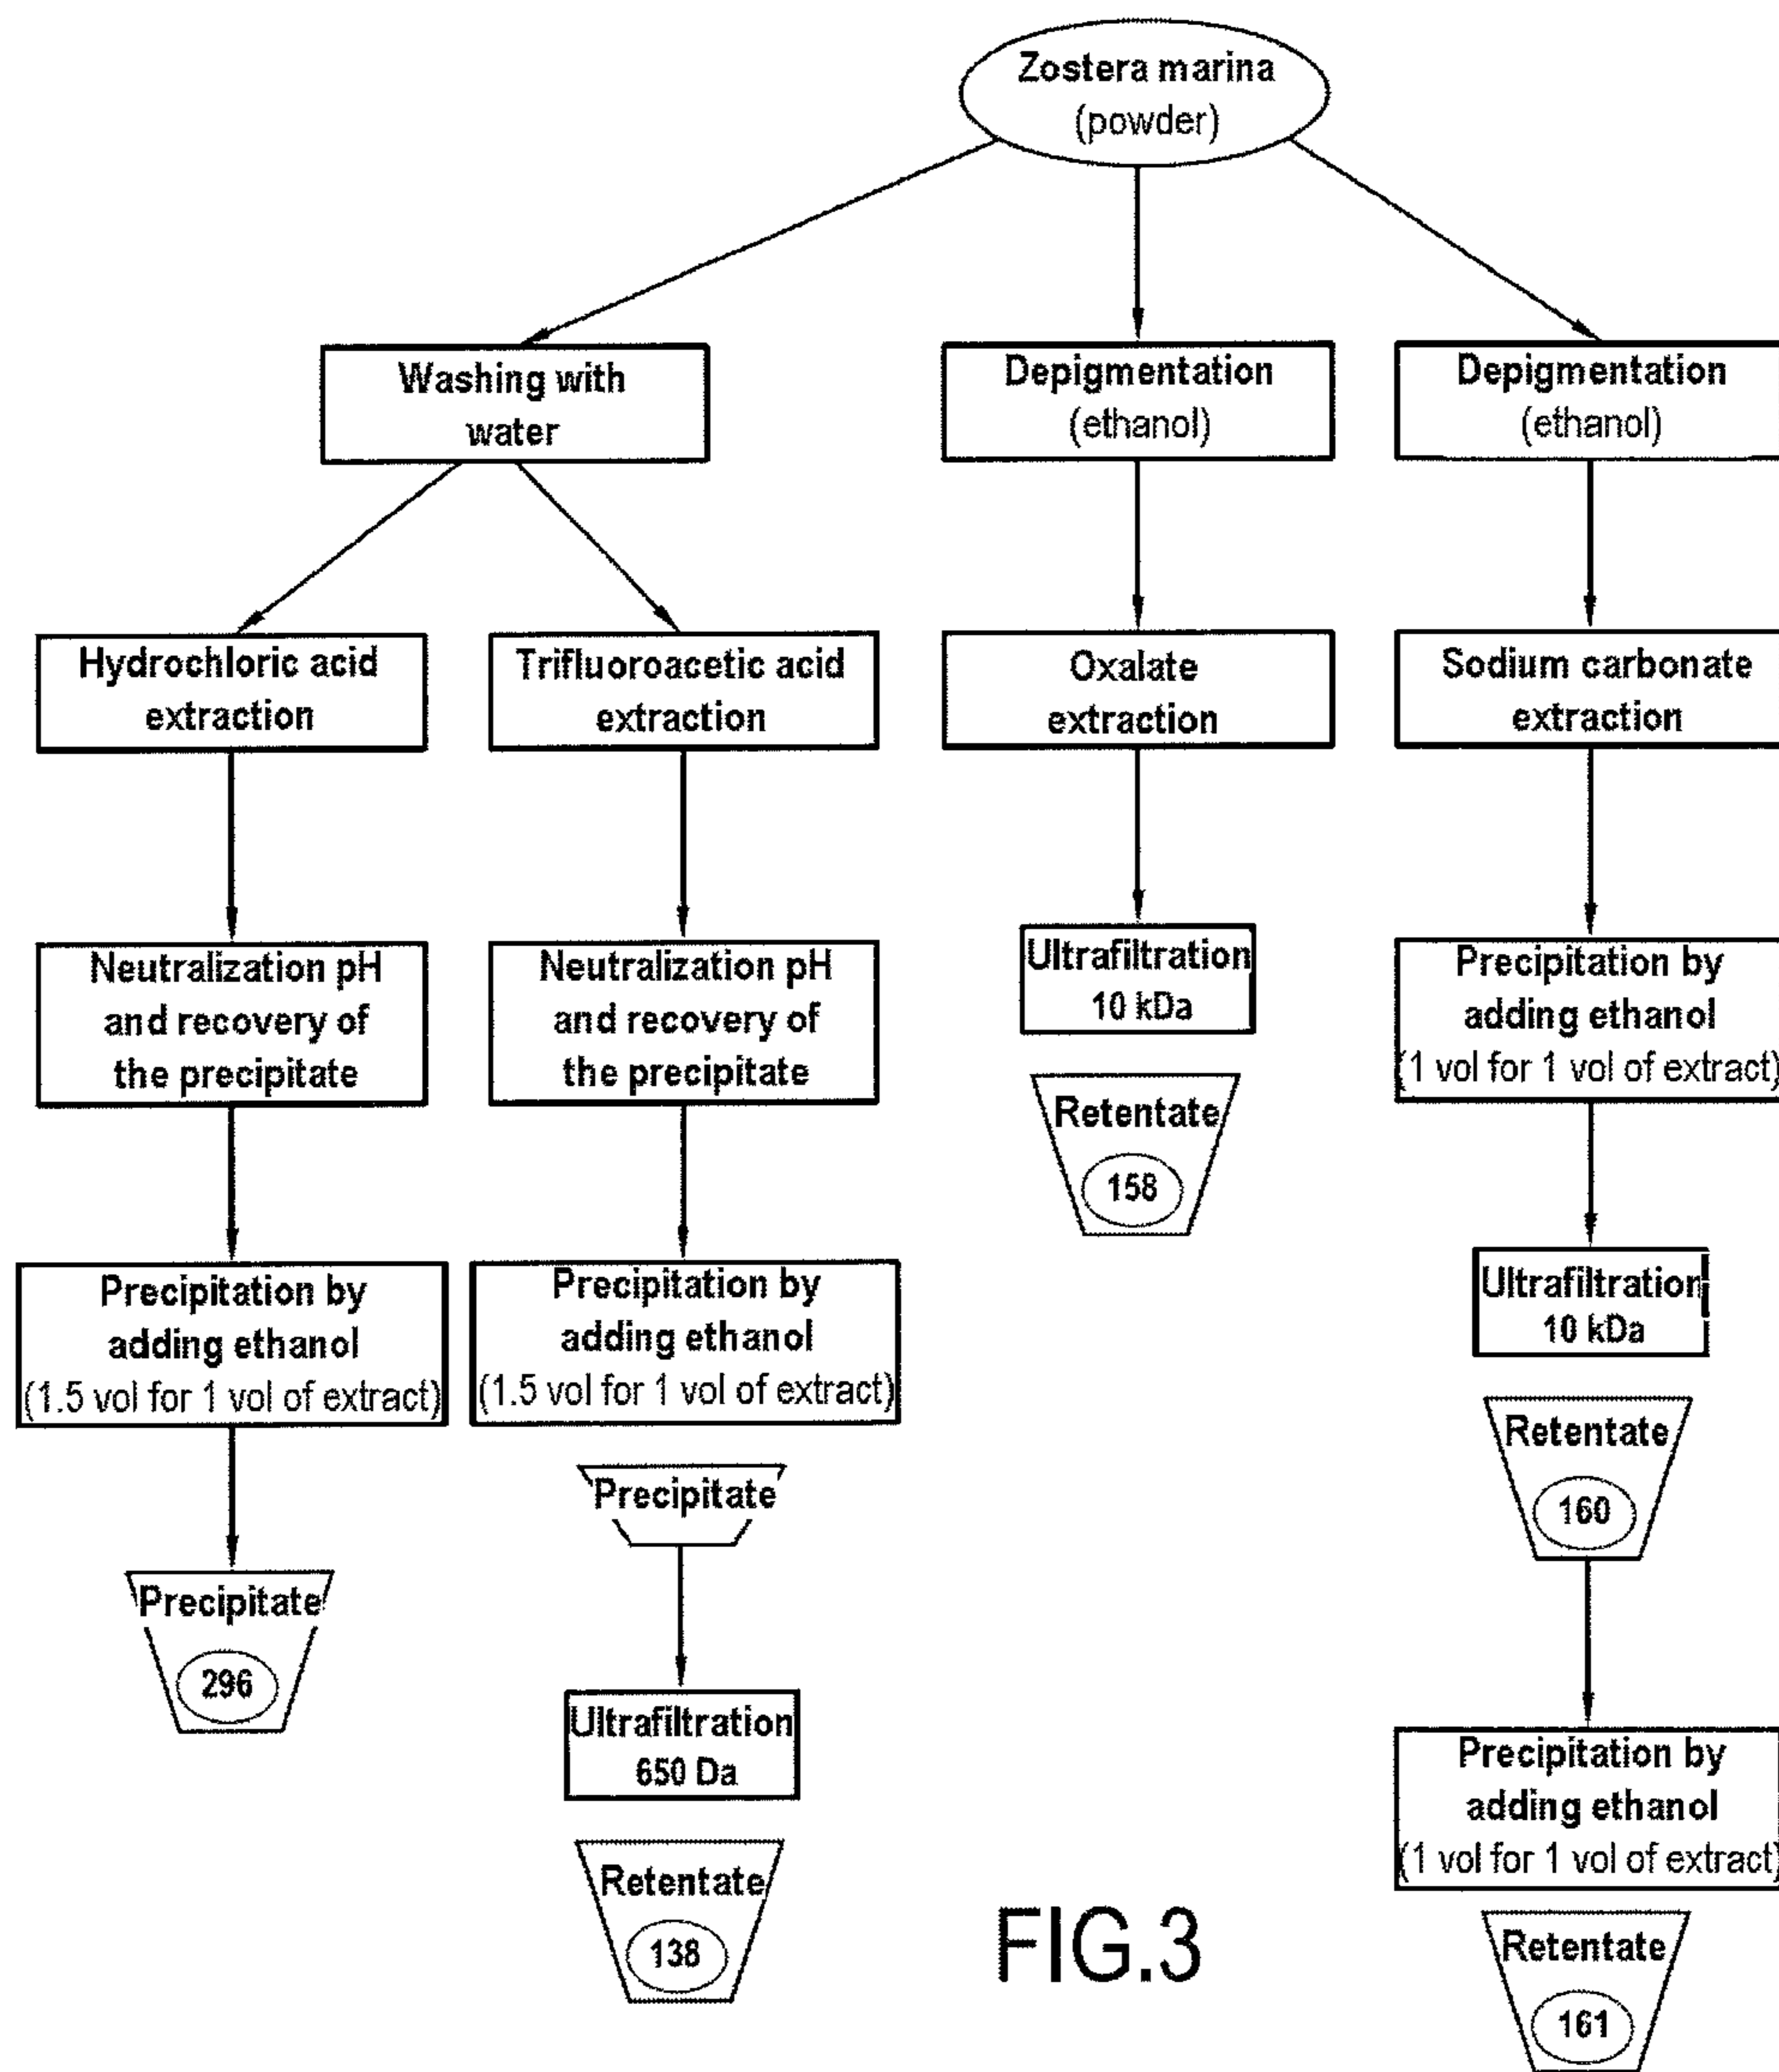 Zostera marina
(powder)
Washing with
water
Depigmentation
(ethanol)
Depigmentation
(ethanol)
Hydrochloric acid
extraction
Trifluoroacetic acid
extraction
Oxalate
extraction
Sodium carbonate
extraction
Neutralization pH
and recovery of
the precipitate
Neutralization pH
and recovery of
the precipitate
Ultrafiltration
10 kDa
Retentate
158
Precipitation by
adding ethanol
(1 vol for 1 vol of extract)
Precipitation by
adding ethanol
(1.5 vol for 1 vol of extract)
Precipitation by
adding ethanol
(1.5 vol for 1 vol of extract)
Ultrafiltration
10 kDa
Retentate
160
Precipitate
296
Precipitate
Ultrafiltration
650 Da
Retentate
138
Precipitation by
adding ethanol
(1 vol for 1 vol of extract)
Retentate
161
FIG.3